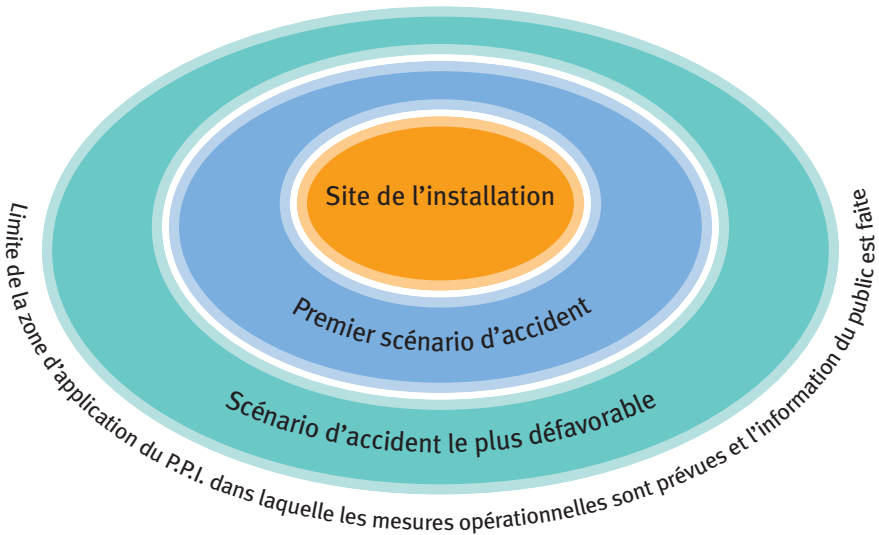 Site de l'installation
Premier scénario d'accident
Scénario d'accident le plus défavorable
Limite de la zone d'application du P.P.I. dans laquelle les mesures opérationnelles sont prévues et l'information du public est faite